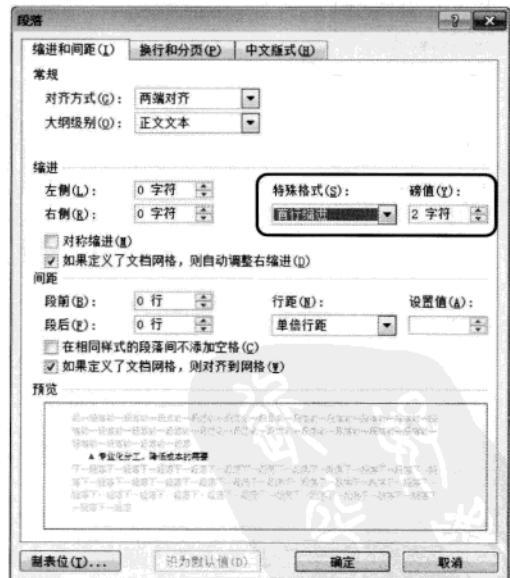 段落
缩进和间距(I) 换行和分页(P) 中文版式(H)
常规
对齐方式(G): 两端对齐
大纲级别(O): 正文文本
缩进
左侧(L): 0 字符 特殊格式(S): 磅值(Y):
右侧(R): 0 字符 首行缩进 2 字符
对称缩进(M)
如果定义了文档网格，则自动调整右缩进(D)
间距
段前(B): 0 行 行距(N): 设置值(A):
段后(F): 0 行 单倍行距
在相同样式的段落间不添加空格(C)
如果定义了文档网格，则对齐到网格(W)
预览
▲ 专业化分工，降低成本的需要
制表位(T)... 设为默认值(D) 确定 取消